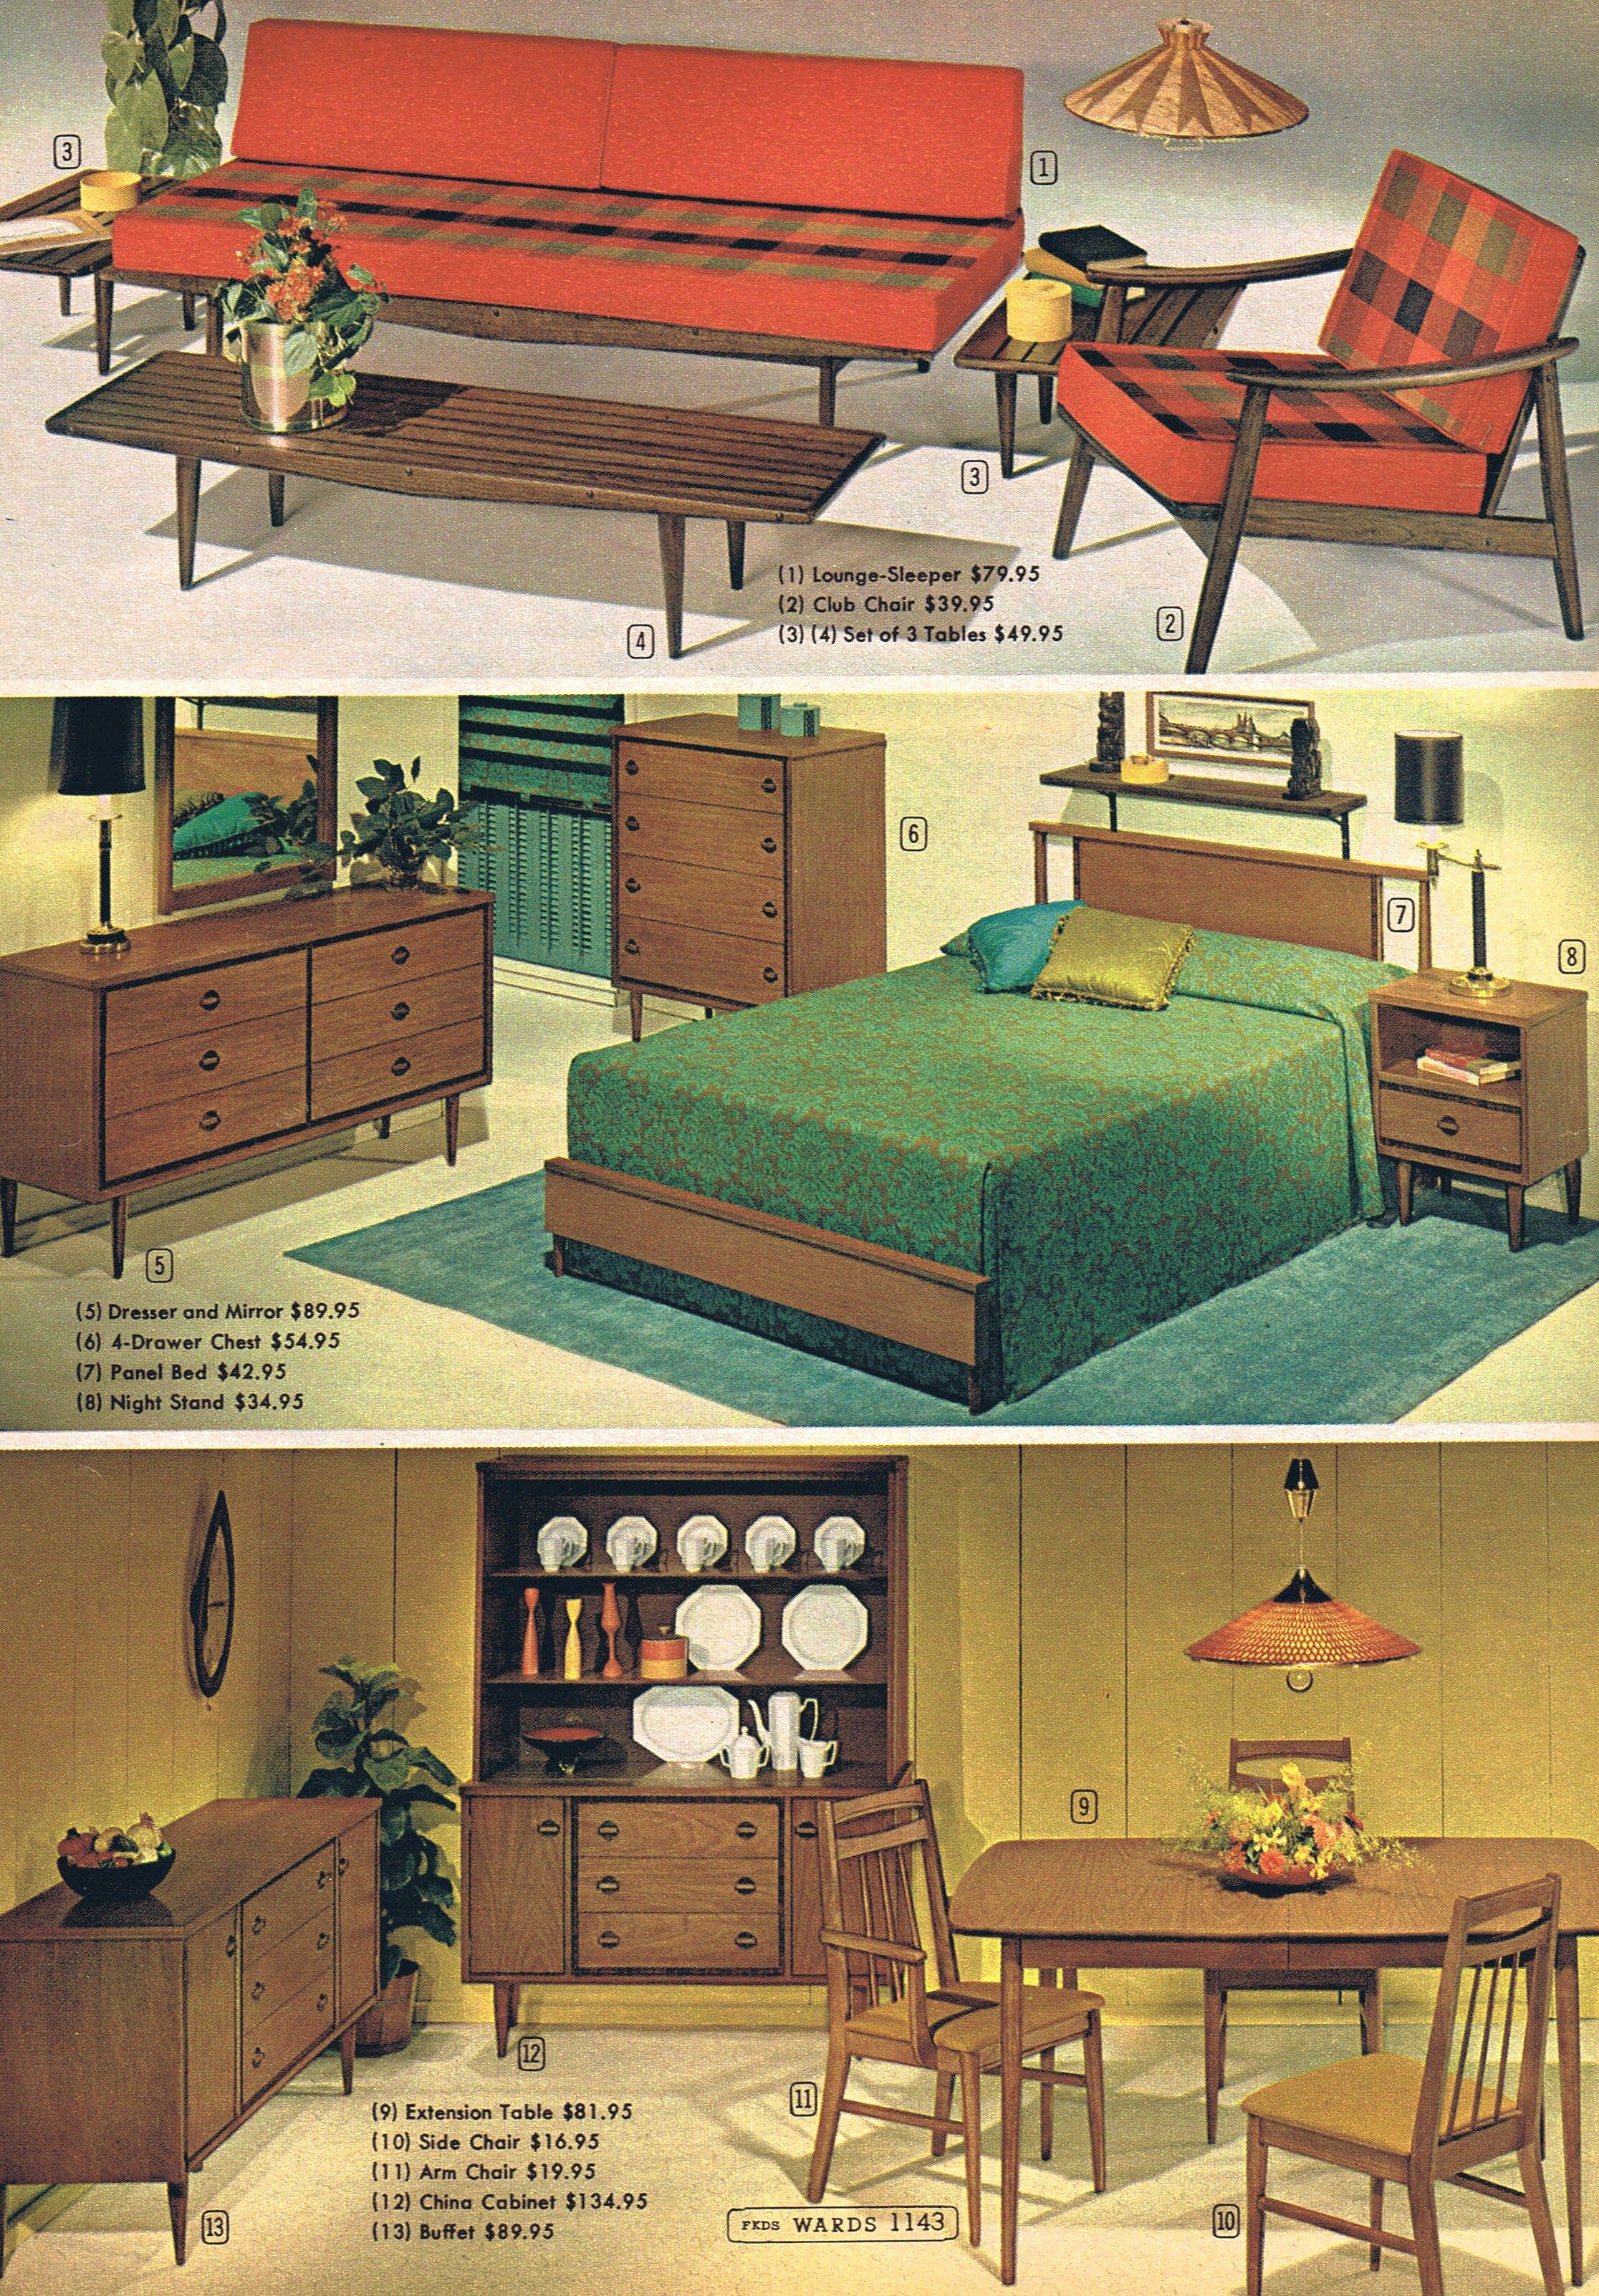 3
1
3
4
2
(1) Lounge-Sleeper $79.95
(2) Club Chair $39.95
(3) (4) Set of 3 Tables $49.95
6
7
8
5
(5) Dresser and Mirror $89.95
(6) 4-Drawer Chest $54.95
(7) Panel Bed $42.95
(8) Night Stand $34.95
9
12
11
13
10
(9) Extension Table $81.95
(10) Side Chair $16.95
(11) Arm Chair $19.95
(12) China Cabinet $134.95
(13) Buffet $89.95
FKDS WARDS 1143